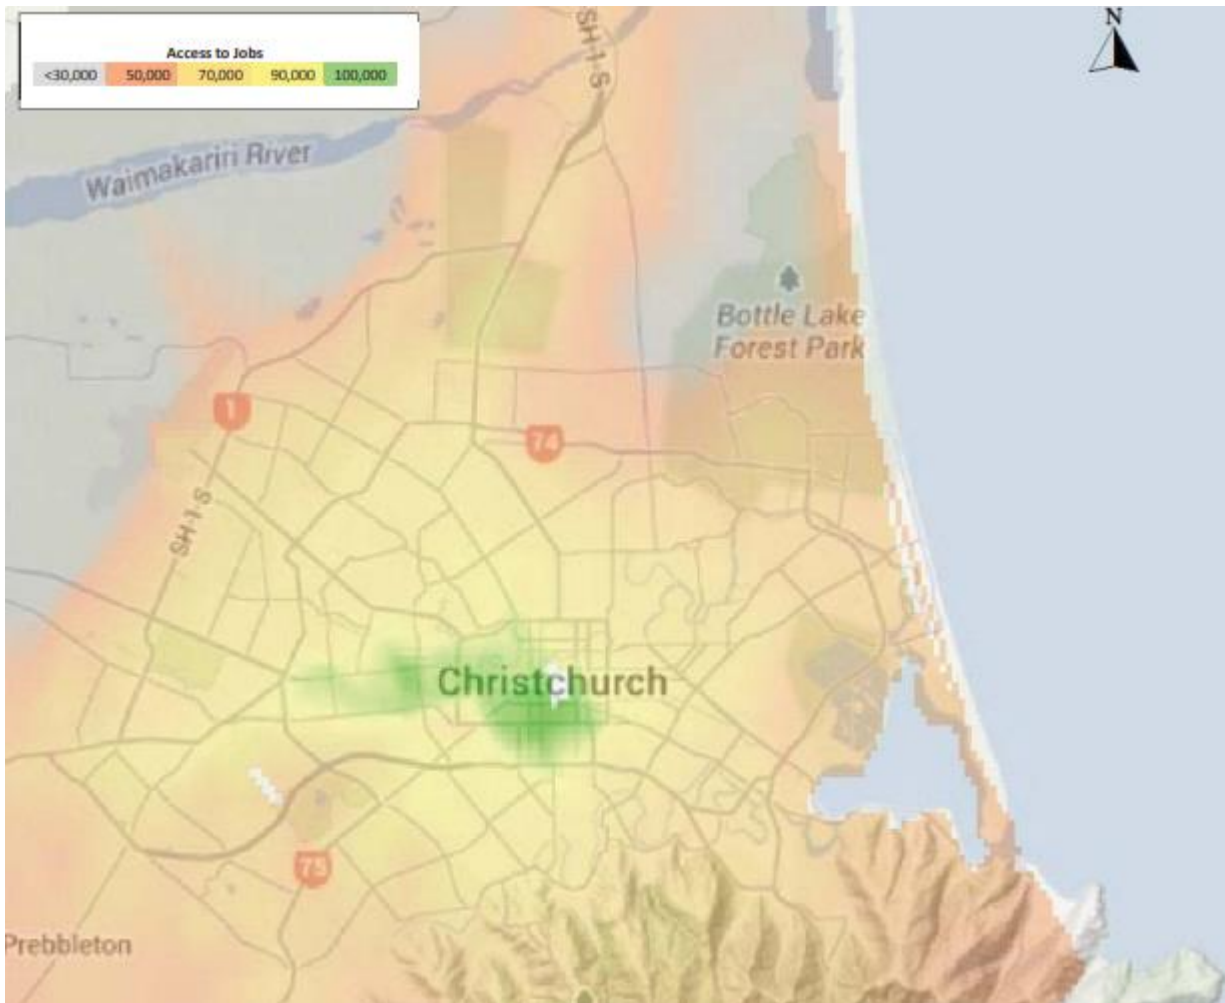 Access to Jobs
<30,000 50,000 70,000 90,000 100,000
N
SH-1-S
Waimakariri River
Bottle Lake
Forest Park
1
74
SH-1-S
Christchurch
75
Prebbleton